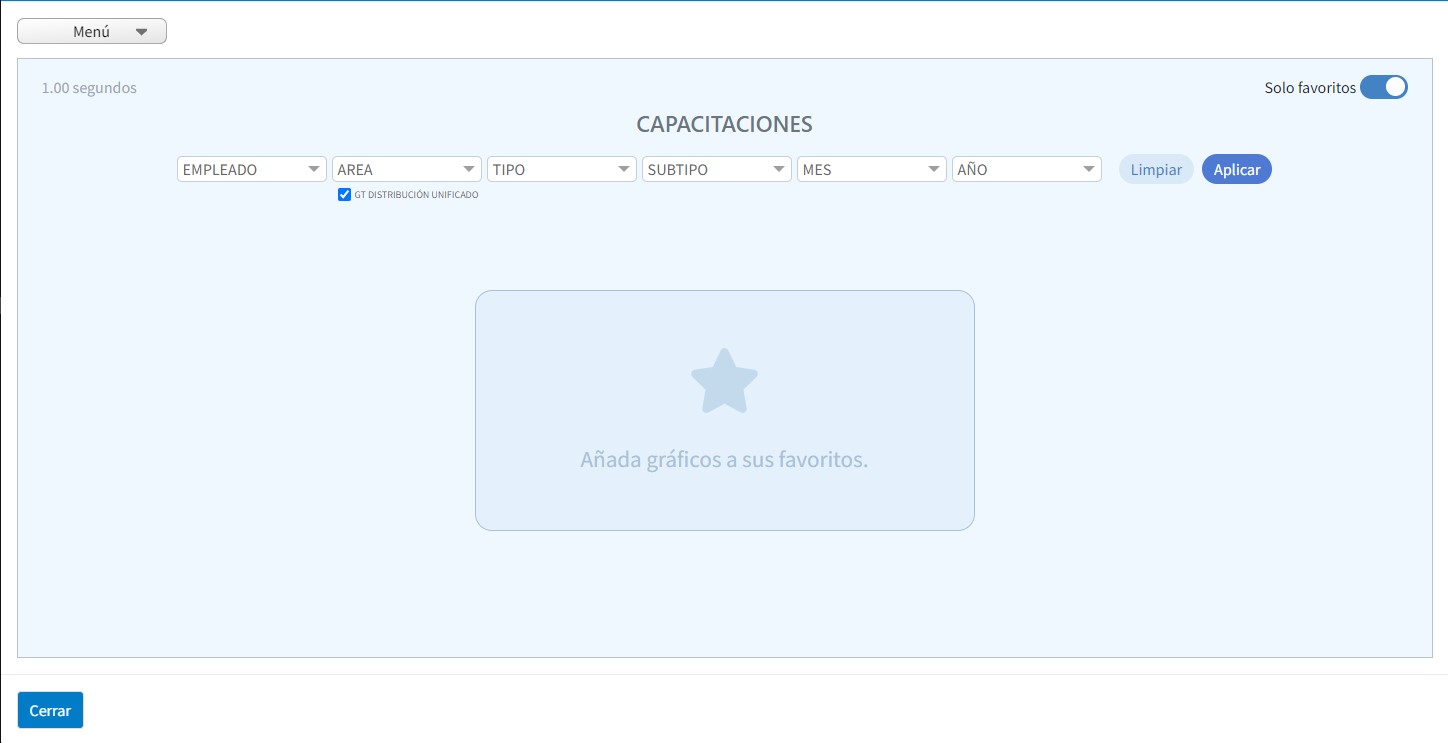 Menú
1.00 segundos
Solo favoritos
CAPACITACIONES
EMPLEADO AREA TIPO SUBTIPO MES AÑO Limpiar Aplicar
GT DISTRIBUCIÓN UNIFICADO
Añada gráficos a sus favoritos.
Cerrar